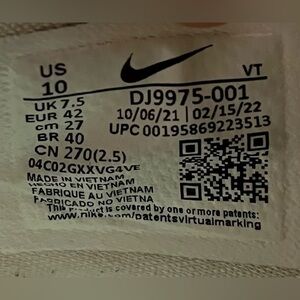 US VT
10 DJ9975-001
UK 7.5 10/06/21 | 02/15/22
EUR 42 UPC 00195869223513
cm 27
BR 40
CN 270(2.5)
04C02GXXVG4VE
MADE IN VIETNAM
HECHO EN VIETNAM
FABRIQUE AU VIETNAM
FABRICADO NO VIETNA
This product is covered by one or more patents:
www.nike.com/patentsvirtualmarking